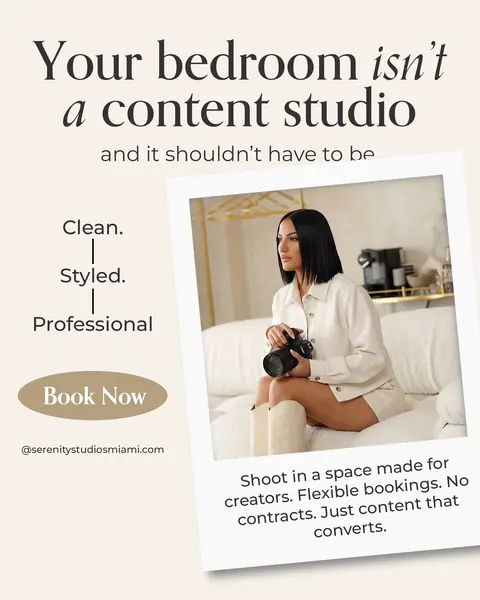 Your bedroom isn't
a content studio
and it shouldn't have to be
Clean.
Styled.
Professional
Book Now
@serenitystudiosmiami.com
Shoot in a space made for
creators. Flexible bookings. No
contracts. Just content that
converts.